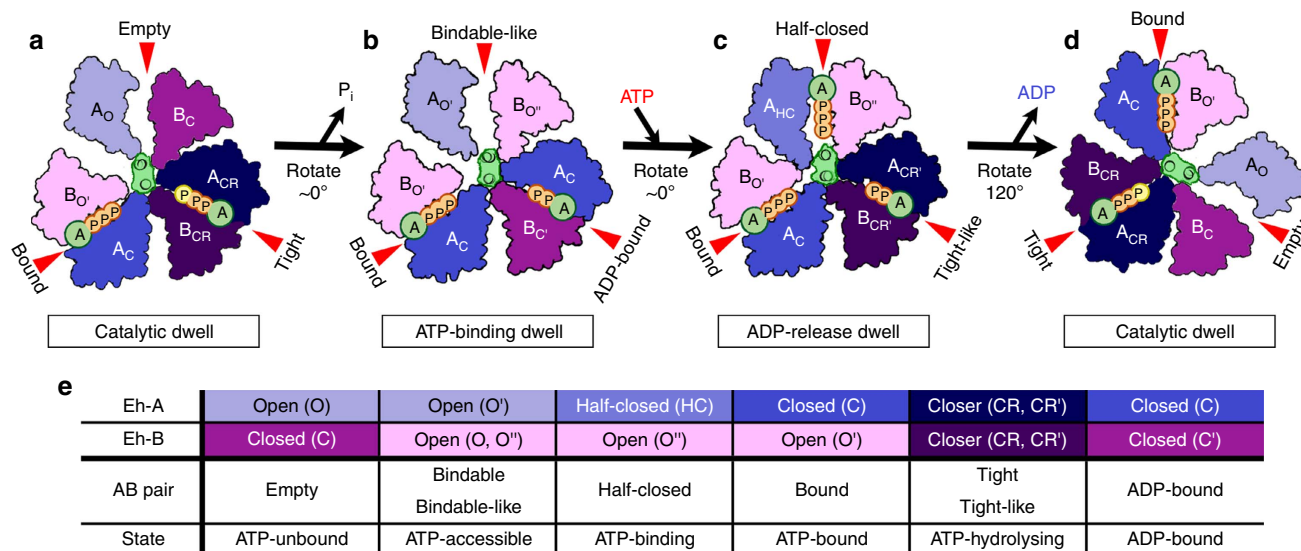 a
Empty
A_O
B_C
A_CR
B_CR
A_C
B_O'
O
O
P P P A
P P P A
Bound
Tight
Catalytic dwell
P_i
Rotate
~0°
b
Bindable-like
A_O'
B_O''
A_C
B_C'
A_C
B_O'
O
O
P P A
P P P A
Bound
ADP-bound
ATP-binding dwell
ATP
Rotate
~0°
c
Half-closed
A_HC
B_O''
A_CR'
B_CR'
A_C
B_O'
O
O
A P P P
P P A
P P P A
Bound
Tight-like
ADP-release dwell
ADP
Rotate
120°
d
Bound
A_C
B_O'
A_O
B_C
A_CR
B_CR
O O
A P P P
A P P P
Tight
Empty
Catalytic dwell
e
Eh-A Open (O) Open (O') Half-closed (HC) Closed (C) Closer (CR, CR') Closed (C)
Eh-B Closed (C) Open (O, O'') Open (O'') Open (O') Closer (CR, CR') Closed (C')
AB pair Empty Bindable Bindable-like Half-closed Bound Tight Tight-like ADP-bound
State ATP-unbound ATP-accessible ATP-binding ATP-bound ATP-hydrolysing ADP-bound